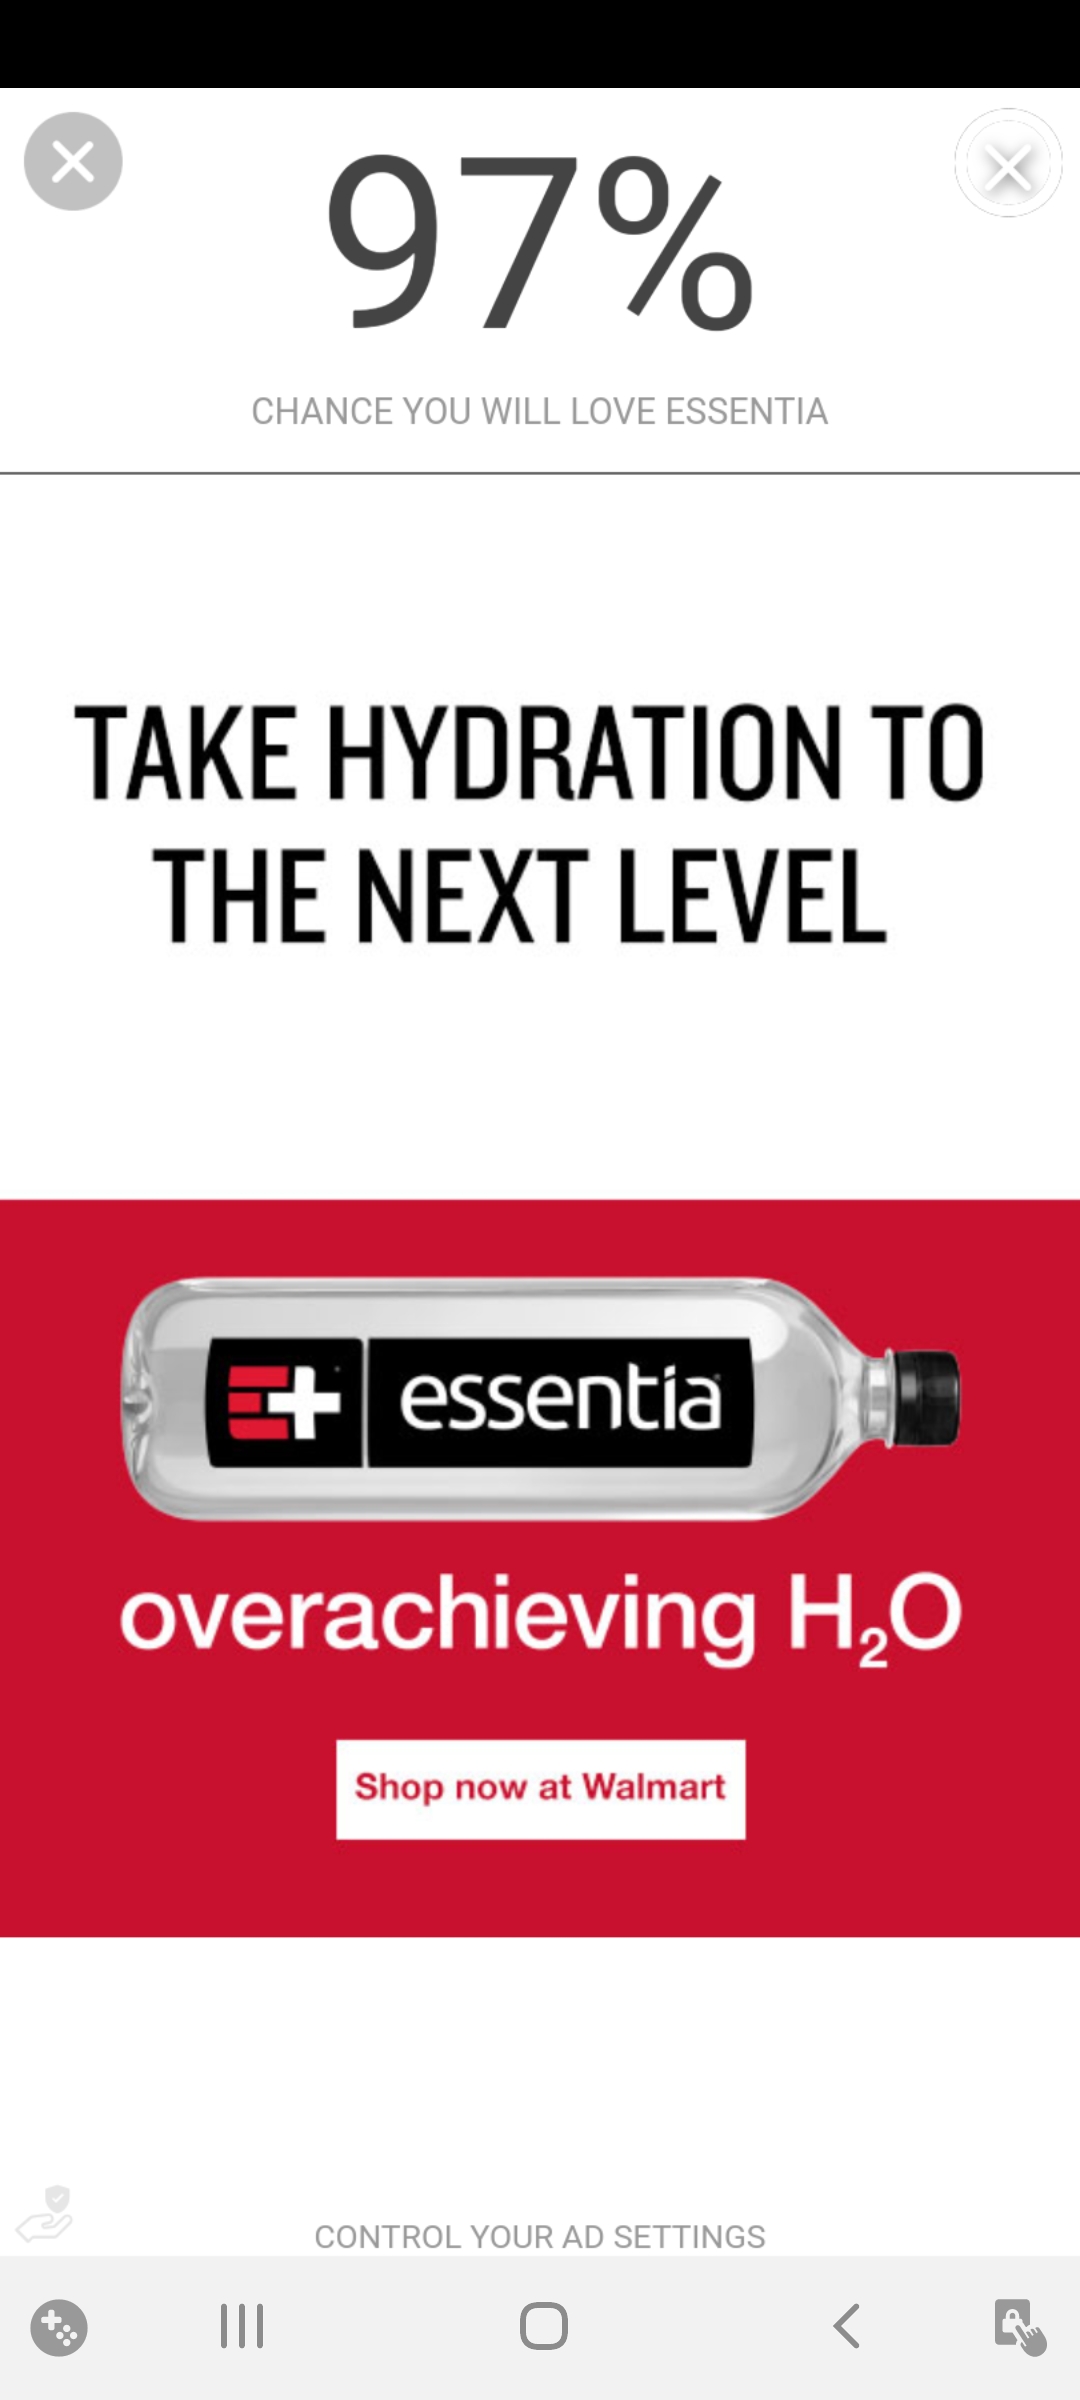 97%
CHANCE YOU WILL LOVE ESSENTIA
TAKE HYDRATION TO
THE NEXT LEVEL
essentia
overachieving H₂O
Shop now at Walmart
CONTROL YOUR AD SETTINGS